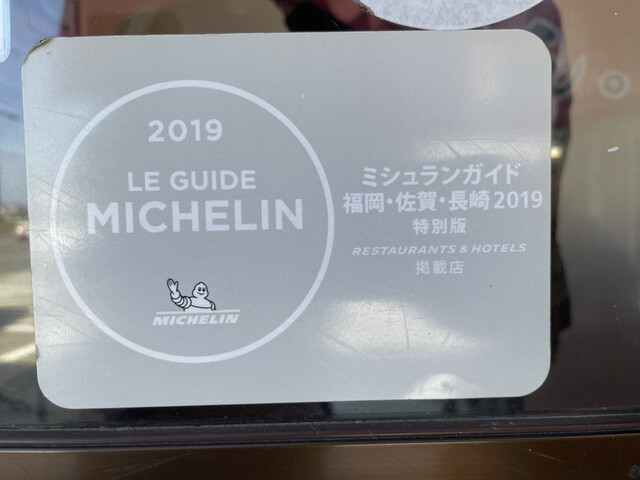 2019
LE GUIDE
MICHELIN
MICHELIN
ミシュランガイド
福岡・佐賀・長崎2019
特別版
RESTAURANTS & HOTELS
掲載店